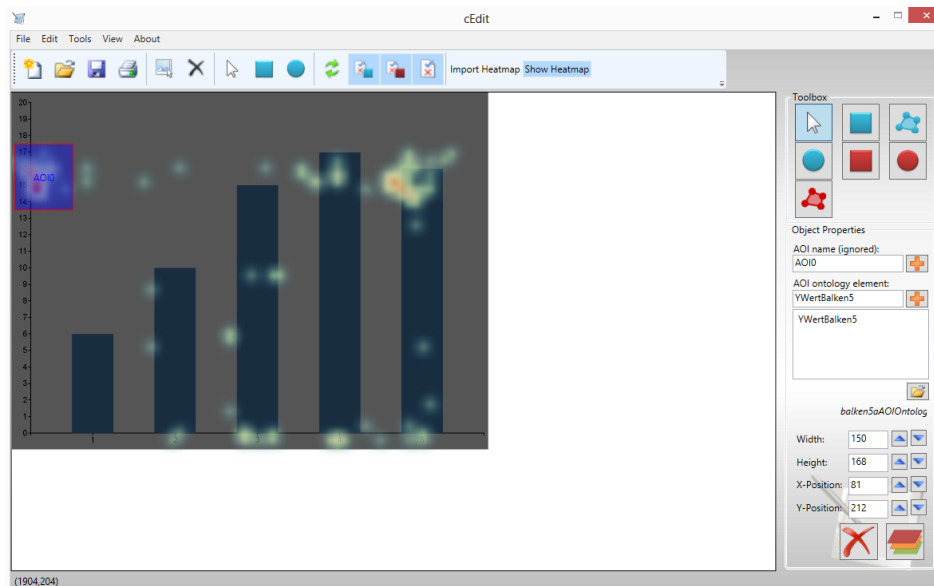 cEdit
File Edit Tools View About
Import Heatmap Show Heatmap
20
19
18
17
AOI0
14
13
12
11
10
9
8
7
6
5
4
3
2
1
0
1
2
3
Toolbox
Object Properties
AOI name (ignored):
AOI0
AOI ontology element:
YWertBalken5
YWertBalken5
balken5aAOIOntolog
Width: 150
Height: 168
X-Position: 81
Y-Position: 212
(1904,204)